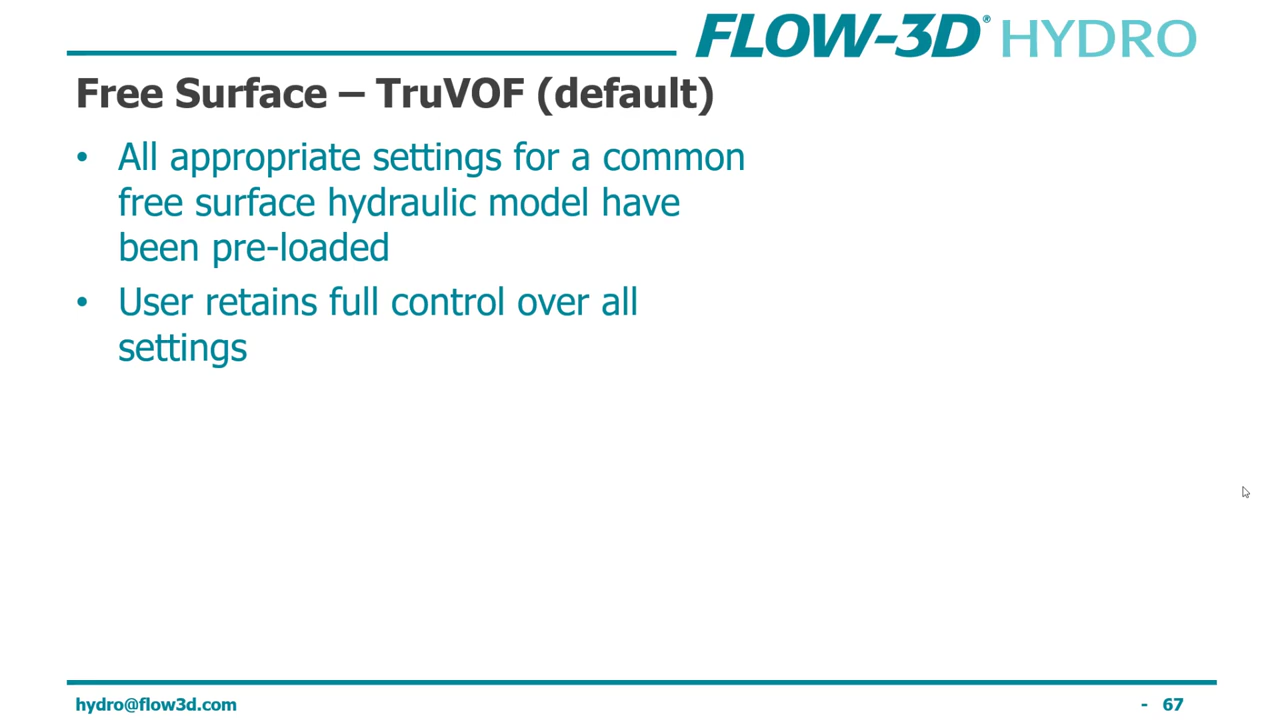 FLOW-3D® HYDRO
Free Surface – TruVOF (default)
• All appropriate settings for a common
free surface hydraulic model have
been pre-loaded
• User retains full control over all
settings
hydro@flow3d.com
- 67